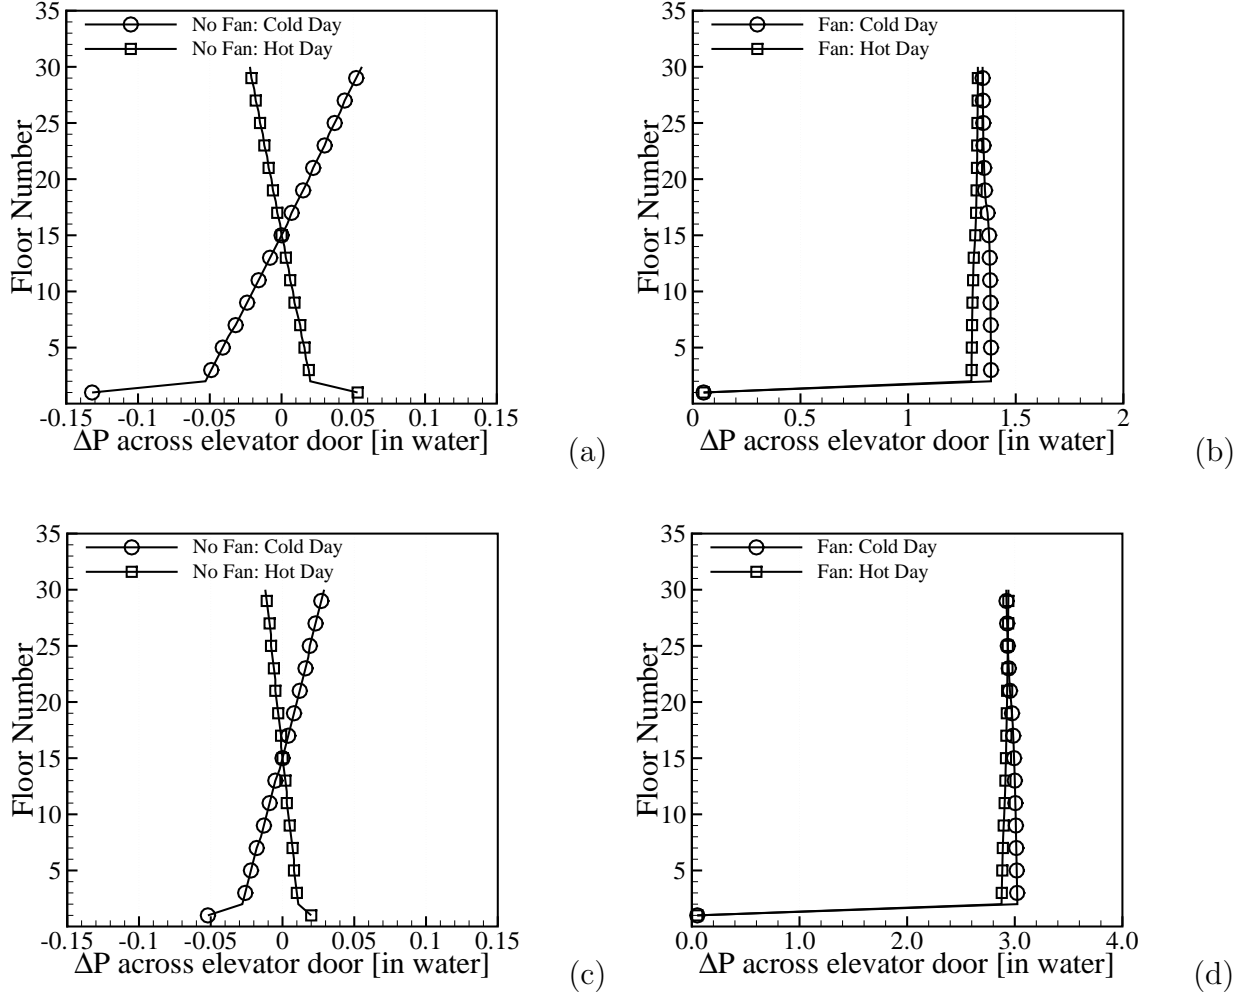 No Fan: Cold Day
No Fan: Hot Day
Floor Number
35
30
25
20
15
10
5
-0.15 -0.1 -0.05 0 0.05 0.1 0.15
ΔP across elevator door [in water]
(a)
Fan: Cold Day
Fan: Hot Day
Floor Number
35
30
25
20
15
10
5
0 0.5 1 1.5 2
ΔP across elevator door [in water]
(b)
No Fan: Cold Day
No Fan: Hot Day
Floor Number
35
30
25
20
15
10
5
-0.15 -0.1 -0.05 0 0.05 0.1 0.15
ΔP across elevator door [in water]
(c)
Fan: Cold Day
Fan: Hot Day
Floor Number
35
30
25
20
15
10
5
0.0 1.0 2.0 3.0 4.0
ΔP across elevator door [in water]
(d)